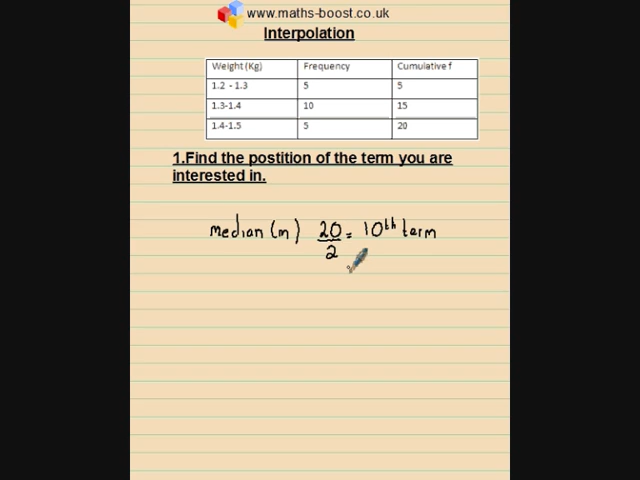 www.maths-boost.co.uk
Interpolation
Weight (Kg) Frequency Cumulative f
1.2 - 1.3 5 5
1.3-1.4 10 15
1.4-1.5 5 20
1.Find the postition of the term you are
interested in.
median (m) 20/2 = 10th term